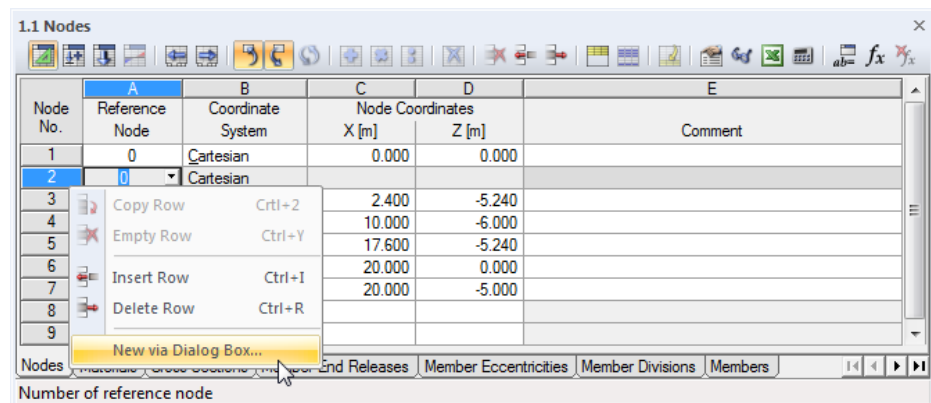 1.1 Nodes
ab= fx fx
A B C D E
Node Reference Coordinate Node Coordinates
No. Node System X [m] Z [m] Comment
1 0 Cartesian 0.000 0.000
2 0 Cartesian
3 2.400 -5.240
4 10.000 -6.000
5 17.600 -5.240
6 20.000 0.000
7 20.000 -5.000
8
9
Copy Row Crtl+2
Empty Row Ctrl+Y
Insert Row Ctrl+I
Delete Row Ctrl+R
New via Dialog Box...
Nodes End Releases Member Eccentricities Member Divisions Members
Number of reference node